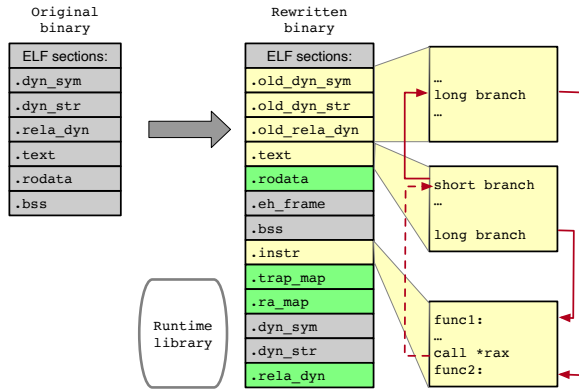 Original
binary
ELF sections:
.dyn_sym
.dyn_str
.rela_dyn
.text
.rodata
.bss
Rewritten
binary
ELF sections:
.old_dyn_sym
.old_dyn_str
.old_rela_dyn
.text
.rodata
.eh_frame
.bss
.instr
.trap_map
.ra_map
.dyn_sym
.dyn_str
.rela_dyn
Runtime
library
…
long branch
…
short branch
…
long branch
func1:
…
call *rax
func2: